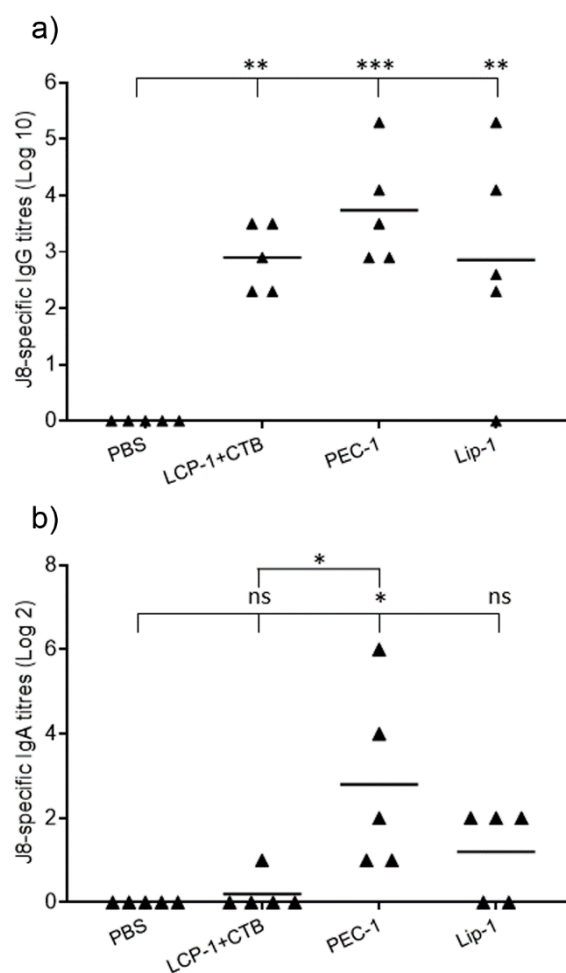 a)
** *** **
6
5
4
3
2
1
0
J8-specific IgG titres (Log 10)
PBS LCP-1+CTB PEC-1 Lip-1
b)
8
*
ns * ns
6
4
2
0
J8-specific IgA titres (Log 2)
PBS LCP-1+CTB PEC-1 Lip-1